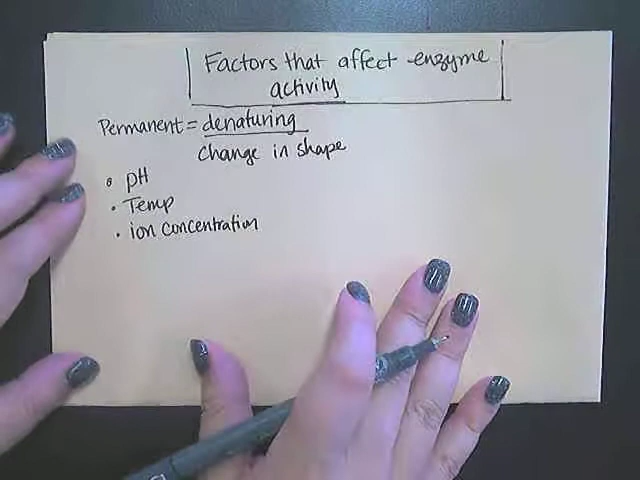 Factors that affect enzyme
activity
Permanent = denaturing
change in shape
• pH
• Temp
• ion concentration